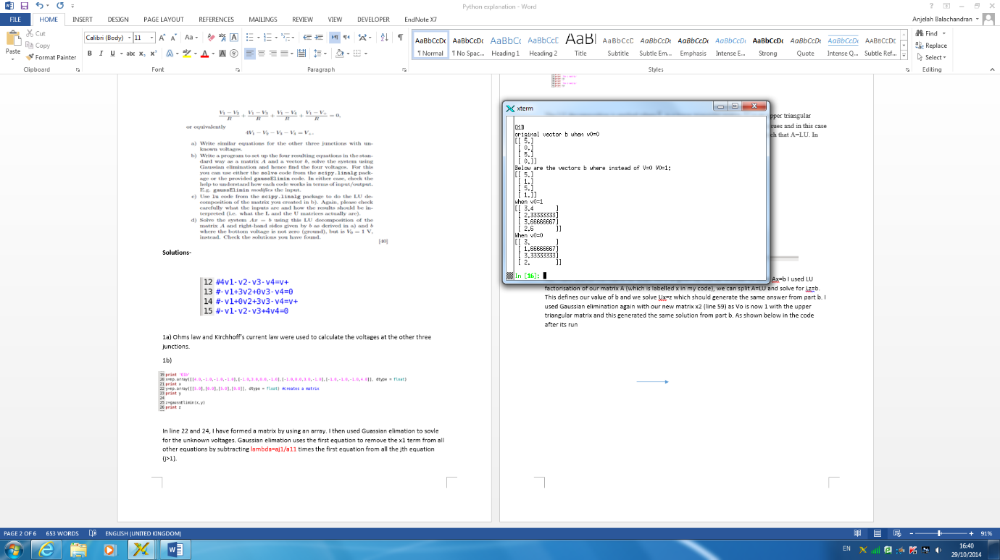 Python explanation - Word
FILE HOME INSERT DESIGN PAGE LAYOUT REFERENCES MAILINGS REVIEW VIEW DEVELOPER EndNote X7
Anjelah Balachandran
Paste
Cut
Copy
Format Painter
Calibri (Body) 11
AaBbCcDc AaBbCcDc AaBbCc AaBbCcC AaBl AaBbCcC AaBbCcDc AaBbCcDc AaBbCcDc AaBbCcDc AaBbCcDc AaBbCcDc AaBbCcDc
¶ Normal ¶ No Spac... Heading 1 Heading 2 Title Subtitle Subtle Em... Emphasis Intense E... Strong Quote Intense Q... Subtle Ref...
Find
Replace
Select
Clipboard Font Paragraph Styles Editing
V₁ − V₂ / R + V₁ − V₃ / R + V₁ − V₄ / R + V₁ − V₊ / R = 0,
or equivalently
4V₁ − V₂ − V₃ − V₄ = V₊.
a) Write similar equations for the other three junctions with un-
known voltages.
b) Write a program to set up the four resulting equations in the stan-
dard way as a matrix A and a vector b, solve the system using
Gaussian elimination and hence find the four voltages. For this
you can use either the solve code from the scipy.linalg pack-
age or the provided gaussElimin code. In either case, check the
help to understand how each code works in terms of input/output.
E.g. gaussElimin modifies the input.
c) Use lu code from the scipy.linalg package to do the LU de-
composition of the matrix you created in b). Again, please check
carefully what the inputs are and how the results should be in-
terpreted (i.e. what the L and the U matrices actually are).
d) Solve the system Ax = b using this LU decomposition of the
matrix A and right-hand sides given by b as derived in a) and b
where the bottom voltage is not zero (ground), but is V₀ = 1 V,
instead. Check the solutions you have found.
[40]
Solutions-
12 #4v1-v2-v3-v4=v+
13 #-v1+3v2+0v3-v4=0
14 #-v1+0v2+3v3-v4=v+
15 #-v1-v2-v3+4v4=0
1a) Ohms law and Kirchhoff's current law were used to calculate the voltages at the other three
junctions.
1b)
19 print 'Q1b'
20 x=np.array([[4.0,-1.0,-1.0,-1.0],[-1.0,3.0,0.0,-1.0],[-1.0,0.0,3.0,-1.0],[-1.0,-1.0,-1.0,4.0]], dtype = float)
21 print x
22 y=np.array([[5.0],[0.0],[5.0],[0.0]], dtype = float) #creates a matrix
23 print y
24
25 z=gaussElimin(x,y)
26 print z
In line 22 and 24, I have formed a matrix by using an array. I then used Guassian elimation to sovle
for the unknown voltages. Gaussian elimation uses the first equation to remove the x1 term from all
other equations by subtracting lambda=aj1/a11 times the first equation from all the jth equation
(j>1).
xterm
Q1D
original vector b when v0=0
[[ 5.]
[ 0.]
[ 5.]
[ 0.]]
Below are the vectors b where instead of V=0 V0=1;
[[ 5.]
[ 1.]
[ 5.]
[ 1.]]
when v0=1
[[ 3.4 ]
[ 2.33333333]
[ 3.66666667]
[ 2.6 ]]
When v0=0
[[ 3. ]
[ 1.66666667]
[ 3.33333333]
[ 2. ]]
In [16]:
pper triangular
sues and in this case
ch that A=LU. In
Ax=b I used LU
factorisation of our matrix A (which is labelled x in my code), we can split A=LU and solve for Lz=b.
This defines our value of b and we solve Ux=z which should generate the same answer from part b. I
used Gaussian elimination again with our new matrix x2 (line 59) as Vo is now 1 with the upper
triangular matrix and this generated the same solution from part b. As shown below in the code
after its run
PAGE 2 OF 6 653 WORDS ENGLISH (UNITED KINGDOM)
91%
EN
16:40
29/10/2014